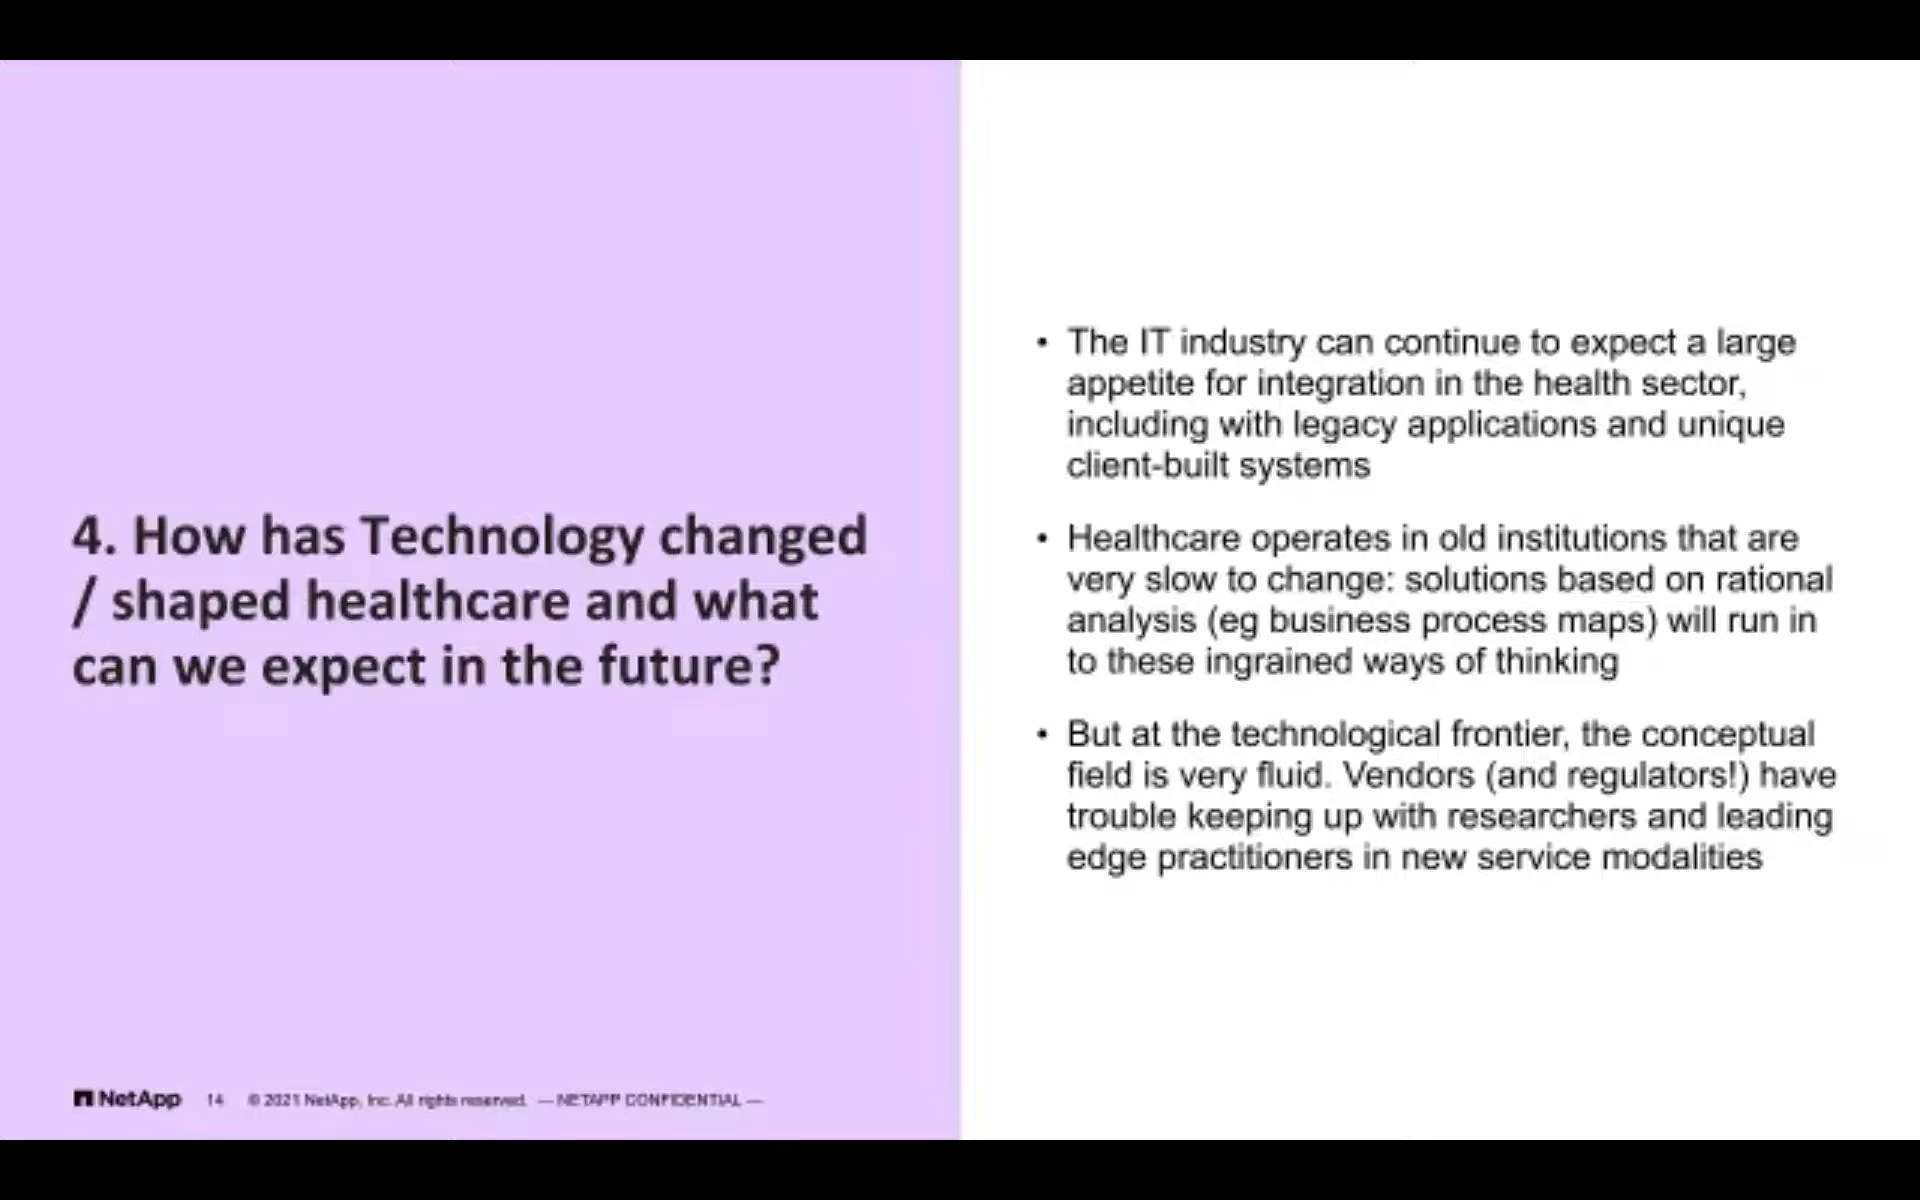 4. How has Technology changed
/ shaped healthcare and what
can we expect in the future?
• The IT industry can continue to expect a large
appetite for integration in the health sector,
including with legacy applications and unique
client-built systems
• Healthcare operates in old institutions that are
very slow to change: solutions based on rational
analysis (eg business process maps) will run in
to these ingrained ways of thinking
• But at the technological frontier, the conceptual
field is very fluid. Vendors (and regulators!) have
trouble keeping up with researchers and leading
edge practitioners in new service modalities
NetApp 14 © 2021 NetApp, Inc. All rights reserved. — NETAPP CONFIDENTIAL —